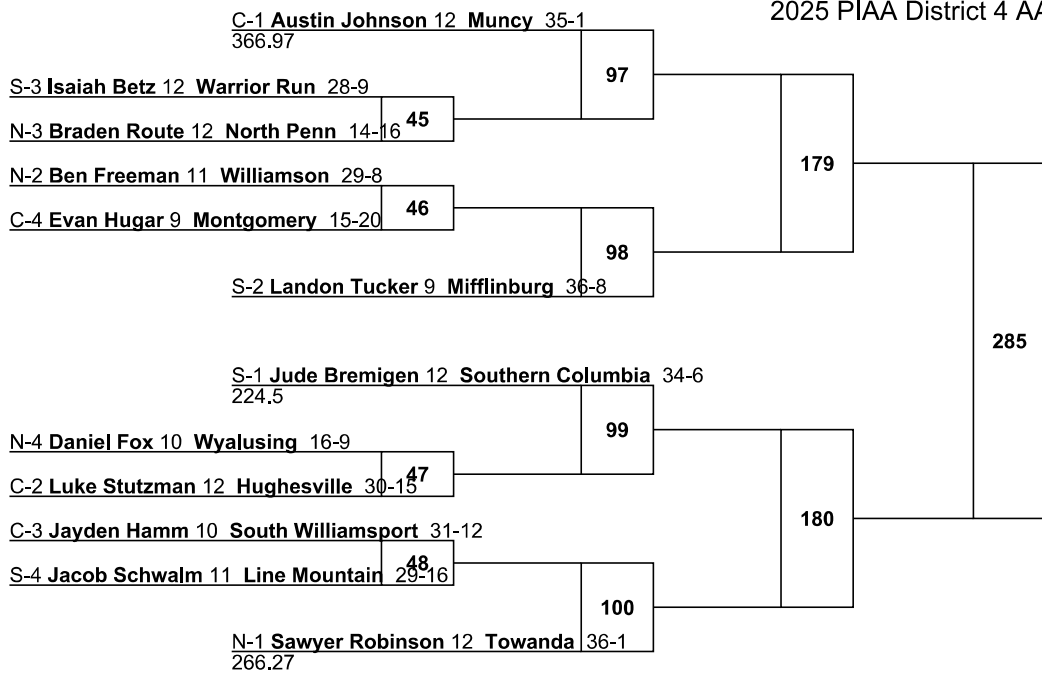 2025 PIAA District 4 AA
C-1 Austin Johnson 12 Muncy 35-1
366.97
97
S-3 Isaiah Betz 12 Warrior Run 28-9
45
N-3 Braden Route 12 North Penn 14-16
179
N-2 Ben Freeman 11 Williamson 29-8
46
C-4 Evan Hugar 9 Montgomery 15-20
98
S-2 Landon Tucker 9 Mifflinburg 36-8
285
S-1 Jude Bremigen 12 Southern Columbia 34-6
224.5
99
N-4 Daniel Fox 10 Wyalusing 16-9
47
C-2 Luke Stutzman 12 Hughesville 30-15
180
C-3 Jayden Hamm 10 South Williamsport 31-12
48
S-4 Jacob Schwalm 11 Line Mountain 29-16
100
N-1 Sawyer Robinson 12 Towanda 36-1
266.27